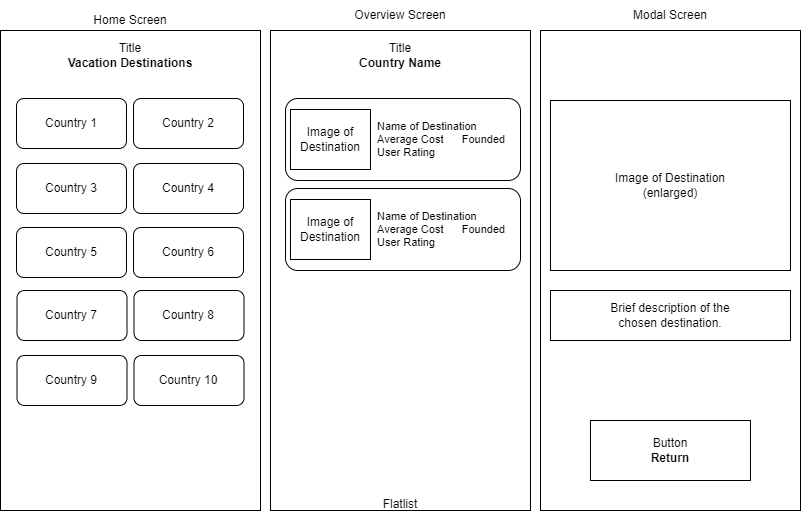 Home Screen
Title
Vacation Destinations
Country 1
Country 2
Country 3
Country 4
Country 5
Country 6
Country 7
Country 8
Country 9
Country 10
Overview Screen
Title
Country Name
Image of
Destination
Name of Destination
Average Cost Founded
User Rating
Image of
Destination
Name of Destination
Average Cost Founded
User Rating
Flatlist
Modal Screen
Image of Destination
(enlarged)
Brief description of the
chosen destination.
Button
Return